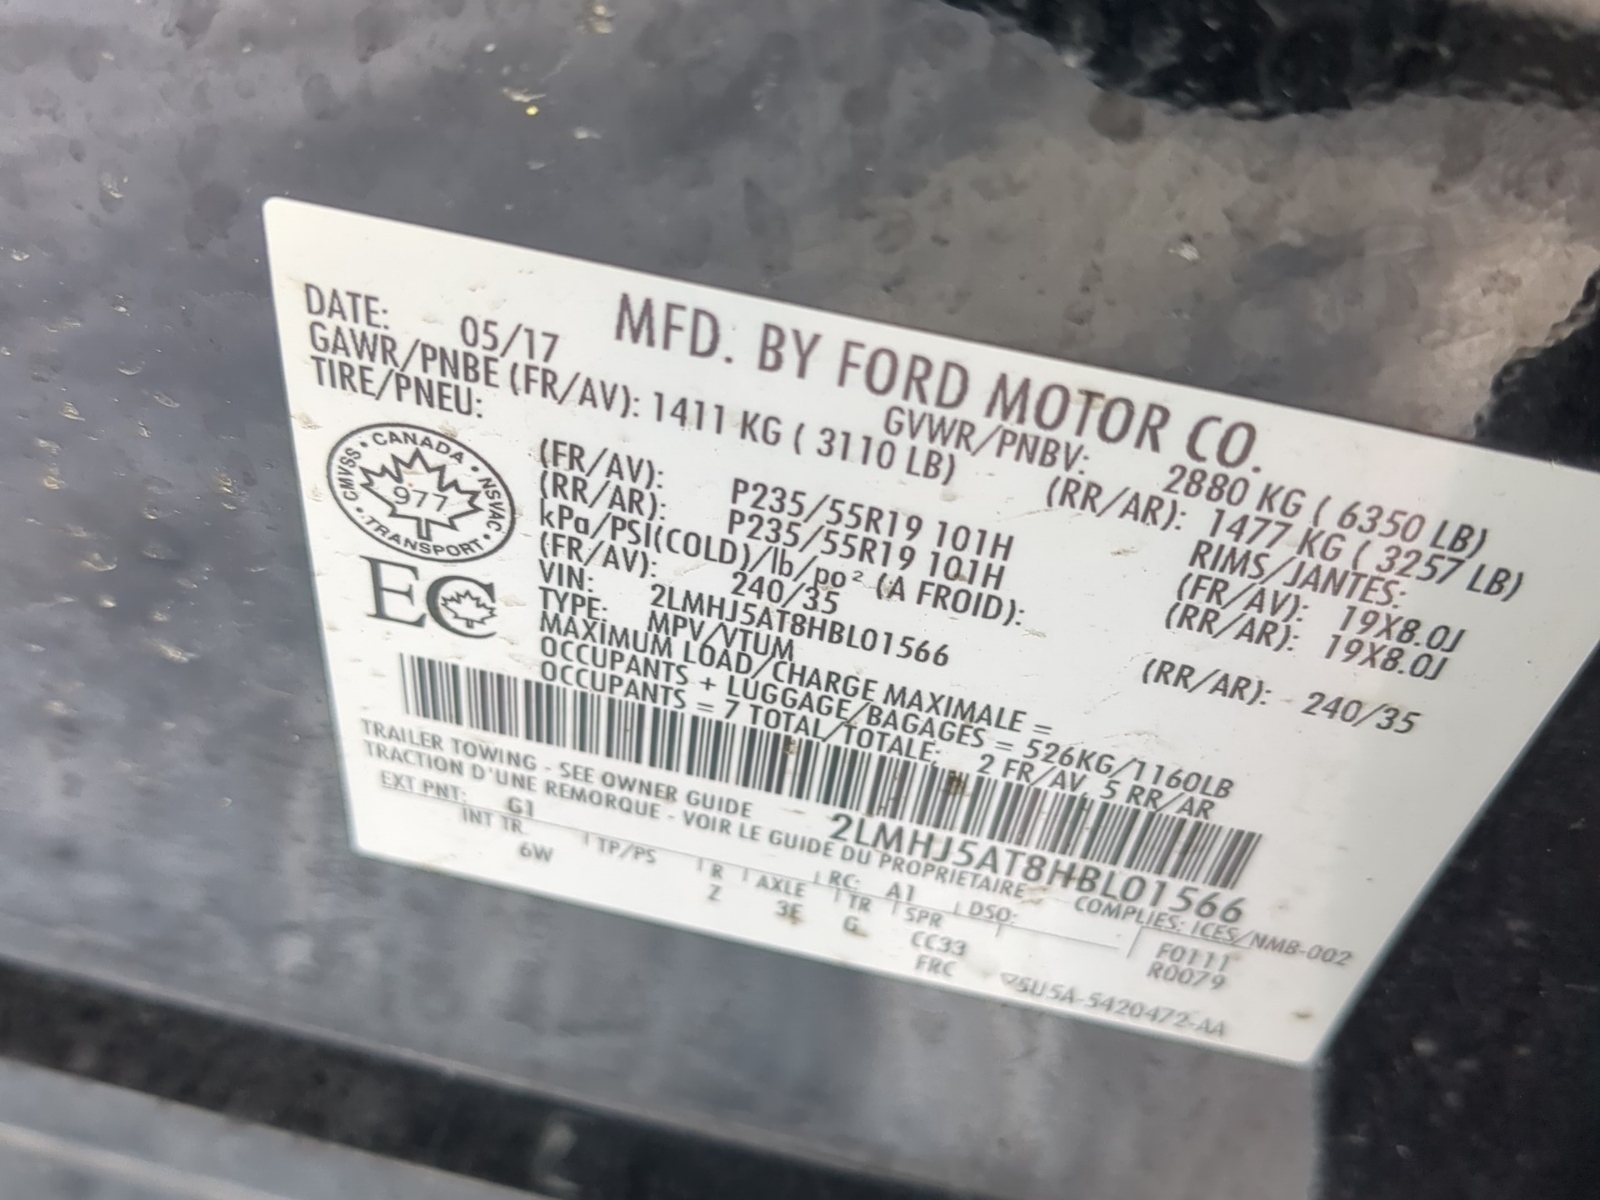 MFD. BY FORD MOTOR CO.
DATE: 05/17 GVWR/PNBV: 2880 KG ( 6350 LB)
GAWR/PNBE (FR/AV): 1411 KG ( 3110 LB) (RR/AR): 1477 KG ( 3257 LB)
TIRE/PNEU: RIMS/JANTES:
(FR/AV): P235/55R19 101H (FR/AV): 19X8.0J
(RR/AR): P235/55R19 101H (RR/AR): 19X8.0J
kPa/PSI(COLD)/lb/po² (A FROID):
(FR/AV): 240/35 (RR/AR): 240/35
VIN: 2LMHJ5AT8HBL01566
TYPE: MPV/VTUM
MAXIMUM LOAD/CHARGE MAXIMALE =
OCCUPANTS + LUGGAGE/BAGAGES = 526KG/1160LB
OCCUPANTS = 7 TOTAL/TOTALE, 2 FR/AV, 5 RR/AR
CANADA · NSVAC · TRANSPORT · CMVSS ·
977
EC
2LMHJ5AT8HBL01566
TRAILER TOWING - SEE OWNER GUIDE
TRACTION D'UNE REMORQUE - VOIR LE GUIDE DU PROPRIETAIRE
COMPLIES: ICES/NMB-002
EXT PNT: G1 RC: A1 DSO: F0111
INT TR TP/PS R AXLE TR SPR R0079
6W Z 3E G CC33
FRC
5U5A-5420472-AA